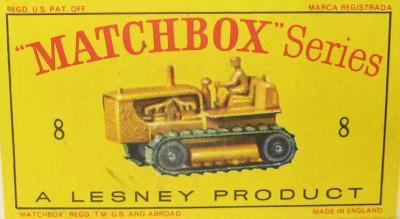 REGD. U.S. PAT. OFF. MARCA REGISTRADA
"MATCHBOX" Series
8 8
A LESNEY PRODUCT
"MATCHBOX" REGD. T.M. G.B. AND ABROAD MADE IN ENGLAND